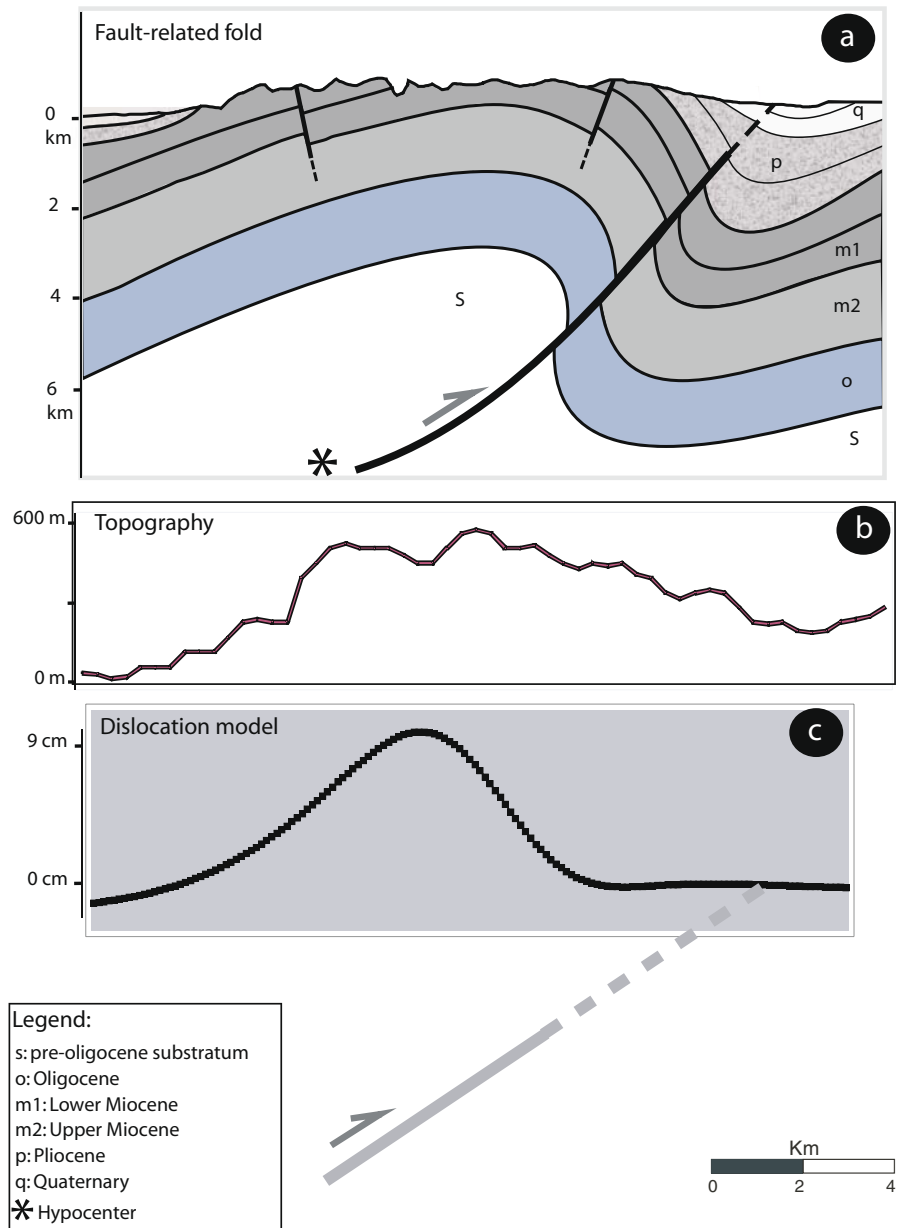 Fault-related fold
a
0
km
q
p
2
m1
4
S
m2
6
km
o
S
*
600 m
Topography
b
0 m
Dislocation model
c
9 cm
0 cm
Legend:
s: pre-oligocene substratum
o: Oligocene
m1: Lower Miocene
m2: Upper Miocene
p: Pliocene
q: Quaternary
* Hypocenter
Km
0 2 4